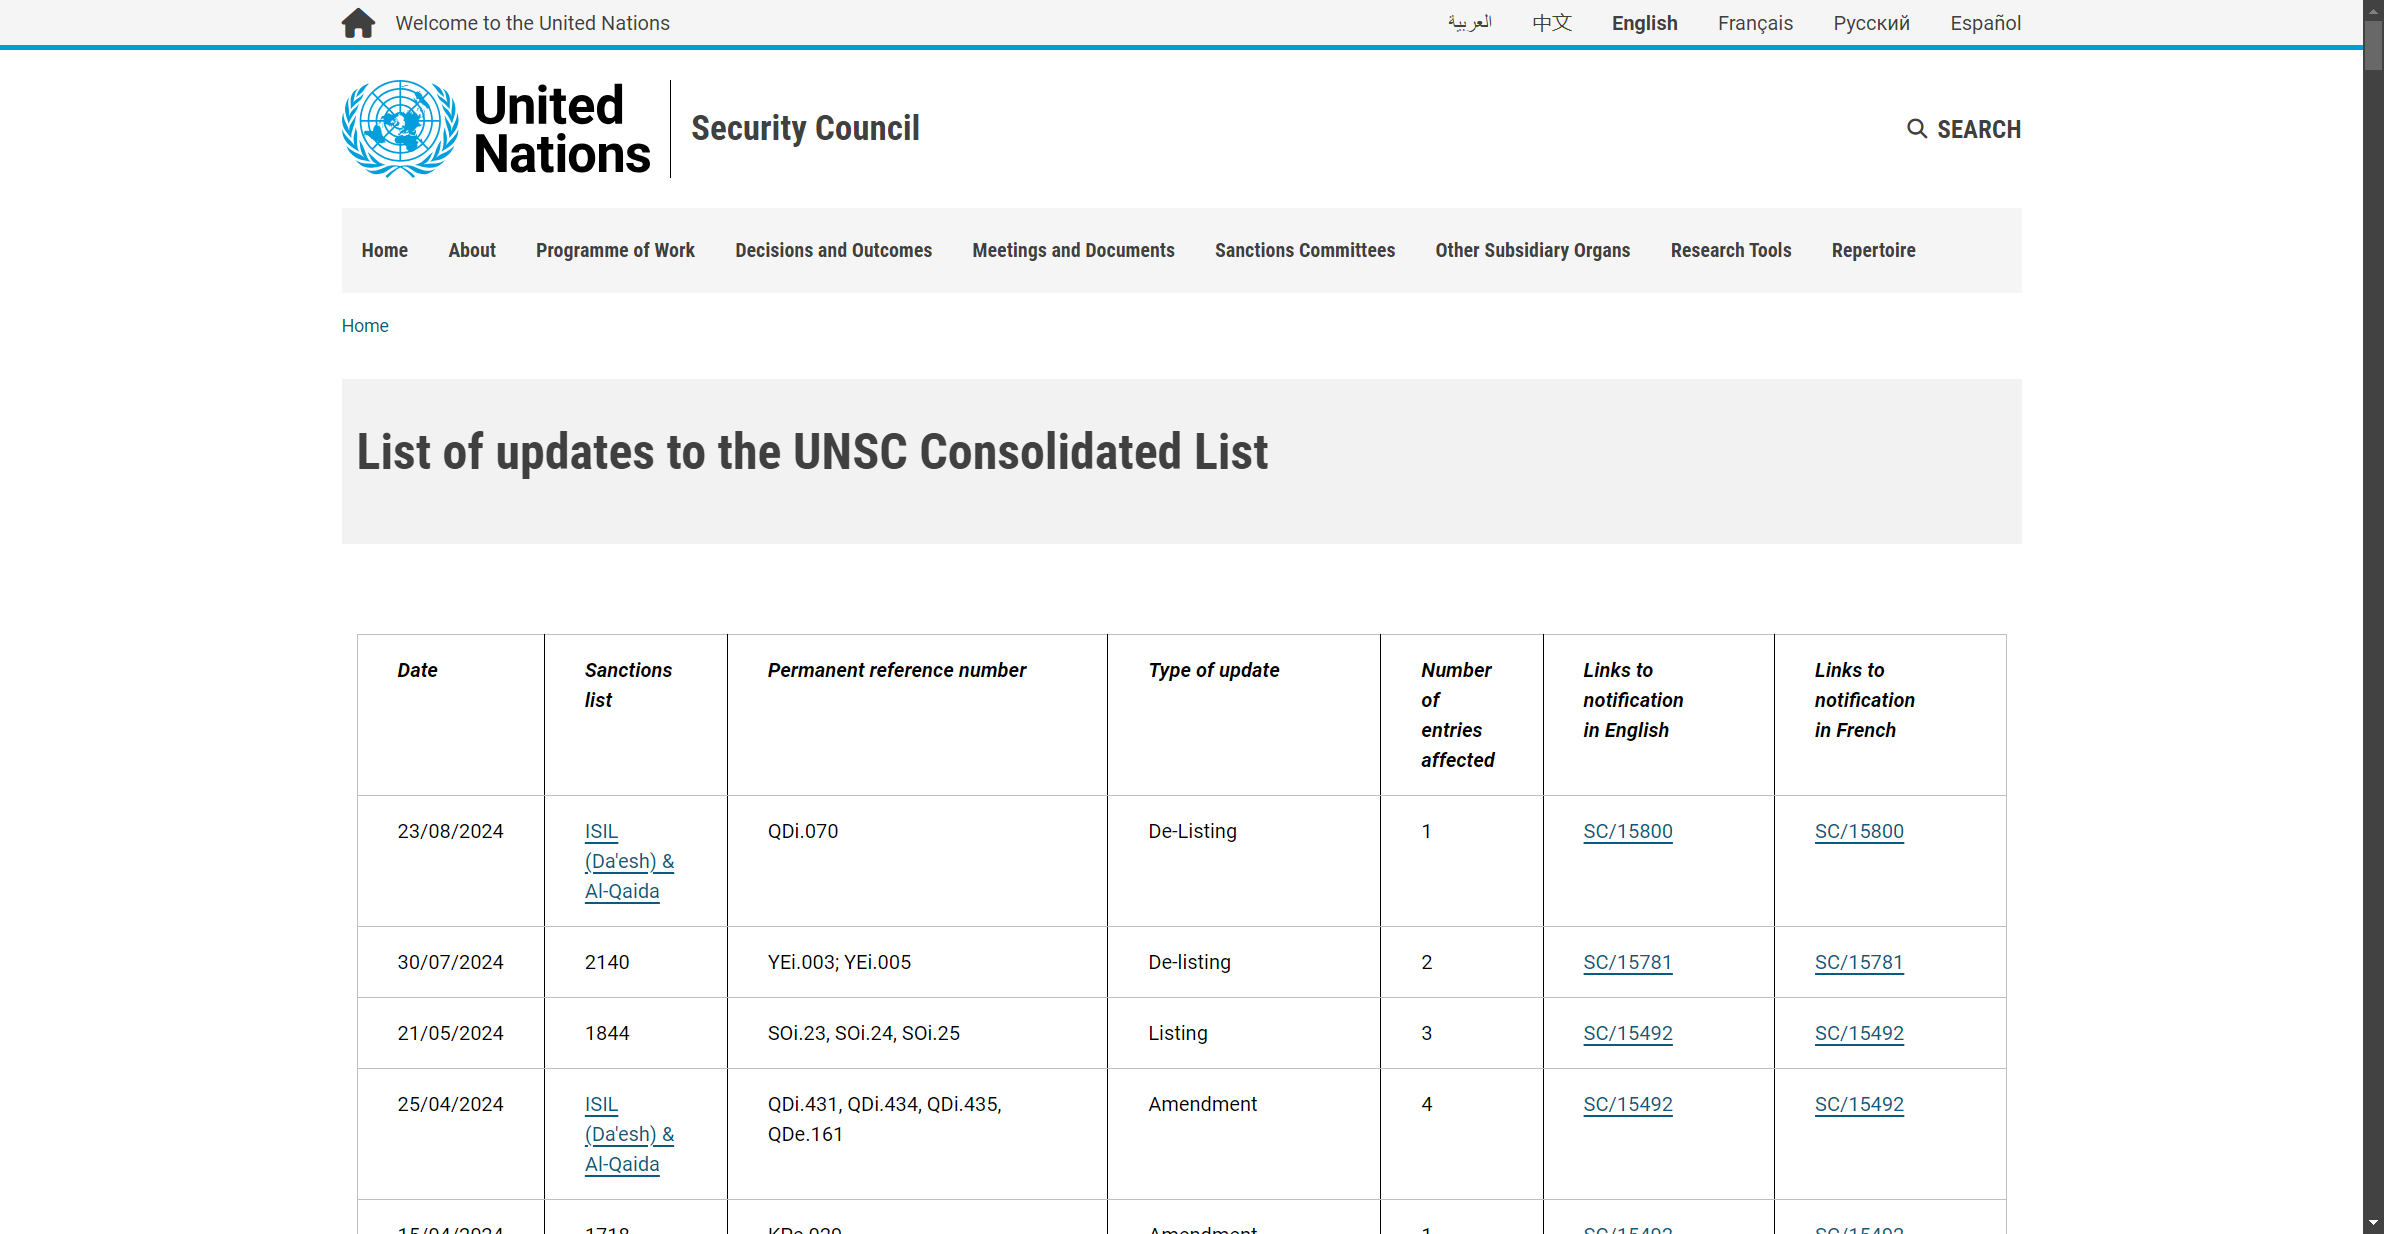 Welcome to the United Nations
العربية 中文 English Français Русский Español
United
Nations
Security Council
SEARCH
Home About Programme of Work Decisions and Outcomes Meetings and Documents Sanctions Committees Other Subsidiary Organs Research Tools Repertoire
Home
List of updates to the UNSC Consolidated List
Date
Sanctions
list
Permanent reference number
Type of update
Number
of
entries
affected
Links to
notification
in English
Links to
notification
in French
23/08/2024
ISIL
(Da'esh) &
Al-Qaida
QDi.070
De-Listing
1
SC/15800
SC/15800
30/07/2024
2140
YEi.003; YEi.005
De-listing
2
SC/15781
SC/15781
21/05/2024
1844
SOi.23, SOi.24, SOi.25
Listing
3
SC/15492
SC/15492
25/04/2024
ISIL
(Da'esh) &
Al-Qaida
QDi.431, QDi.434, QDi.435,
QDe.161
Amendment
4
SC/15492
SC/15492
15/04/2024
1718
Amendment
1